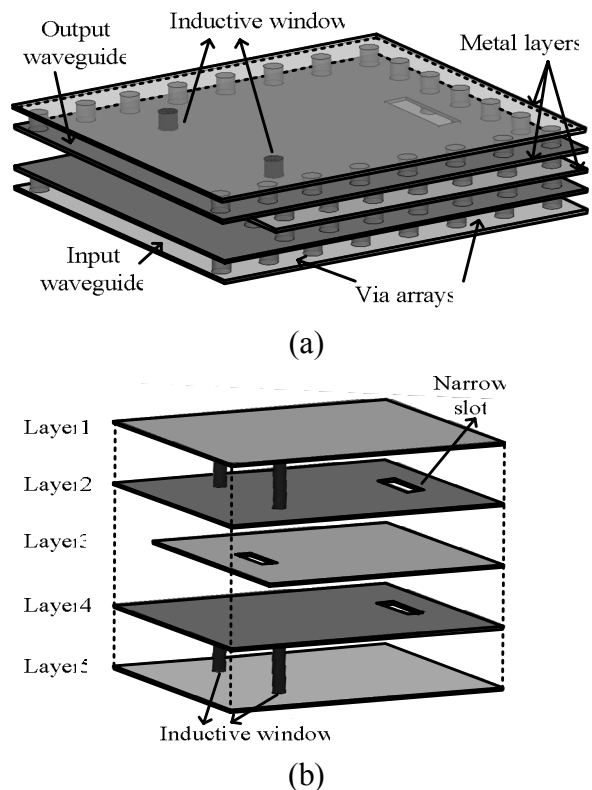 Output
waveguide
Inductive window
Metal layers
Input
waveguide
Via arrays
(a)
Narrow
slot
Layer1
Layer2
Layer3
Layer4
Layer5
Inductive window
(b)